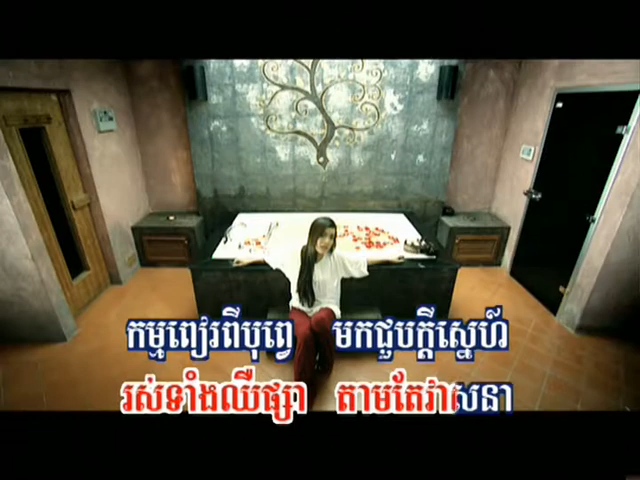 កម្មពៀរពីបុព្វេ មកជួបក្ដីស្នេហ៍
រស់ទាំងឈឺផ្សា តាមតែវាសនា